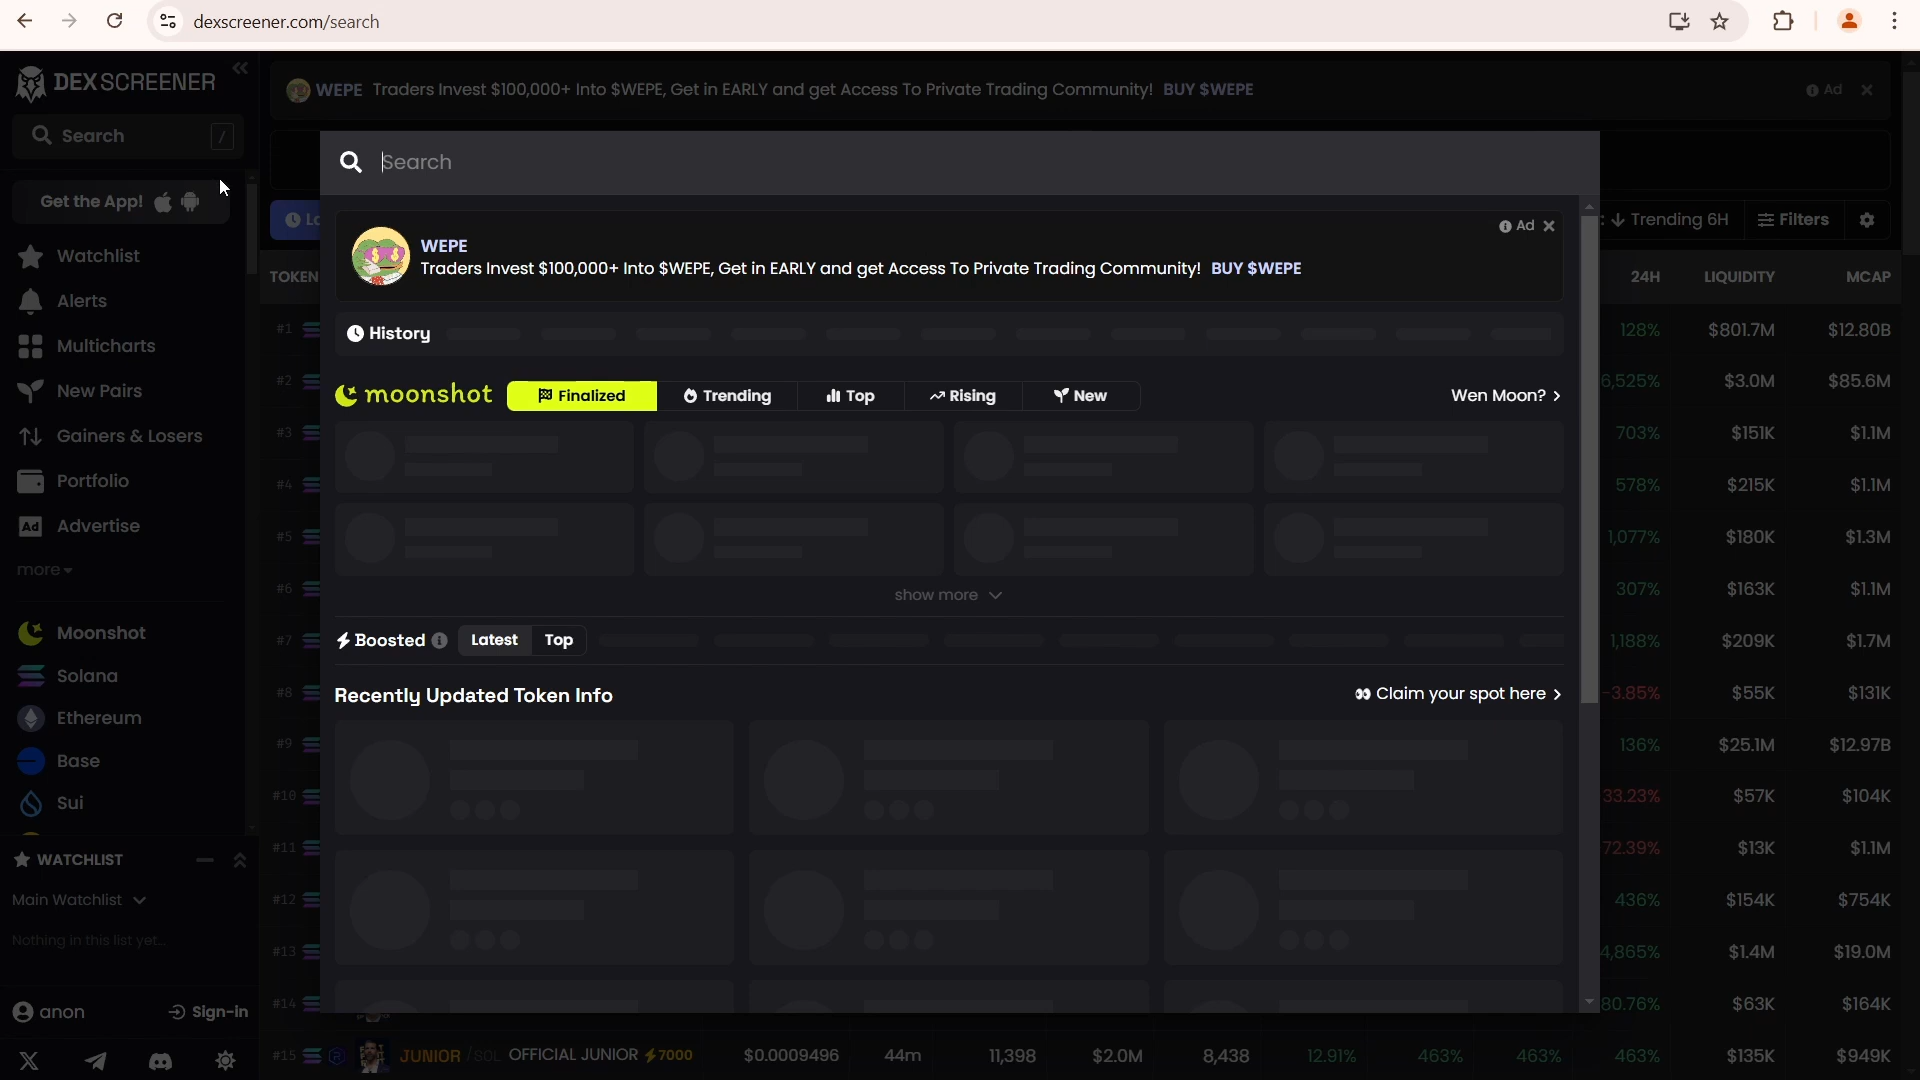 dexscreener.com/search
DEXSCREENER
WEPE Traders Invest $100,000+ Into $WEPE, Get in EARLY and get Access To Private Trading Community! BUY $WEPE
Ad
Search /
Get the App!
Watchlist
Alerts
Multicharts
New Pairs
Gainers & Losers
Portfolio
Ad Advertise
more
Moonshot
Solana
Ethereum
Base
Sui
WATCHLIST
Main Watchlist
Nothing in this list yet...
anon
Sign-in
Search
Ad
WEPE
Traders Invest $100,000+ Into $WEPE, Get in EARLY and get Access To Private Trading Community! BUY $WEPE
History
moonshot Finalized Trending Top Rising New Wen Moon?
show more
Boosted Latest Top
Recently Updated Token Info Claim your spot here
Trending 6H Filters
TOKEN 24H LIQUIDITY MCAP
#1 128% $801.7M $12.80B
#2 6,525% $3.0M $85.6M
#3 703% $151K $1.1M
#4 578% $215K $1.1M
#5 1,077% $180K $1.3M
#6 307% $163K $1.1M
#7 1,188% $209K $1.7M
#8 -3.85% $55K $131K
#9 136% $25.1M $12.97B
#10 33.23% $57K $104K
#11 72.39% $13K $1.1M
#12 436% $154K $754K
#13 4,865% $1.4M $19.0M
#14 80.76% $63K $164K
#15 JUNIOR /SOL OFFICIAL JUNIOR 7000 $0.0009496 44m 11,398 $2.0M 8,438 12.91% 463% 463% 463% $135K $949K